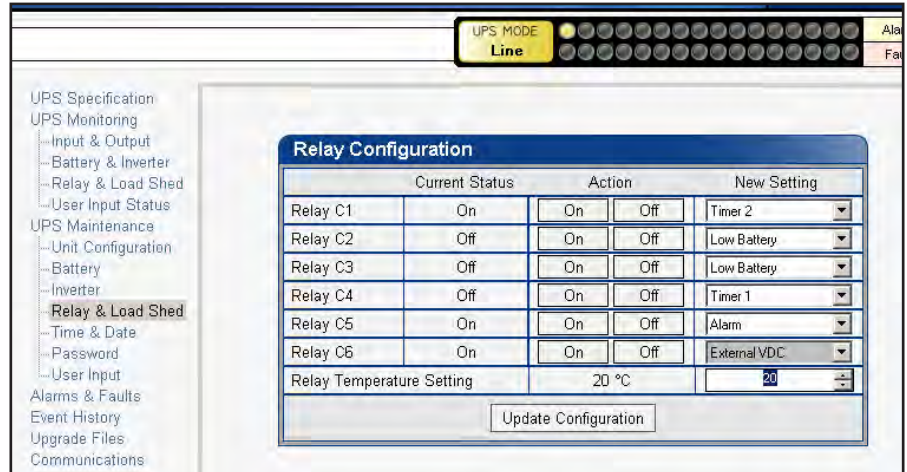 UPS MODE
Line
UPS Specification
UPS Monitoring
Input & Output
Battery & Inverter
Relay & Load Shed
User Input Status
UPS Maintenance
Unit Configuration
Battery
Inverter
Relay & Load Shed
Time & Date
Password
User Input
Alarms & Faults
Event History
Upgrade Files
Communications
Relay Configuration
Current Status Action New Setting
Relay C1 On On Off Timer 2
Relay C2 Off On Off Low Battery
Relay C3 Off On Off Low Battery
Relay C4 Off On Off Timer 1
Relay C5 On On Off Alarm
Relay C6 On On Off External VDC
Relay Temperature Setting 20 °C 20
Update Configuration